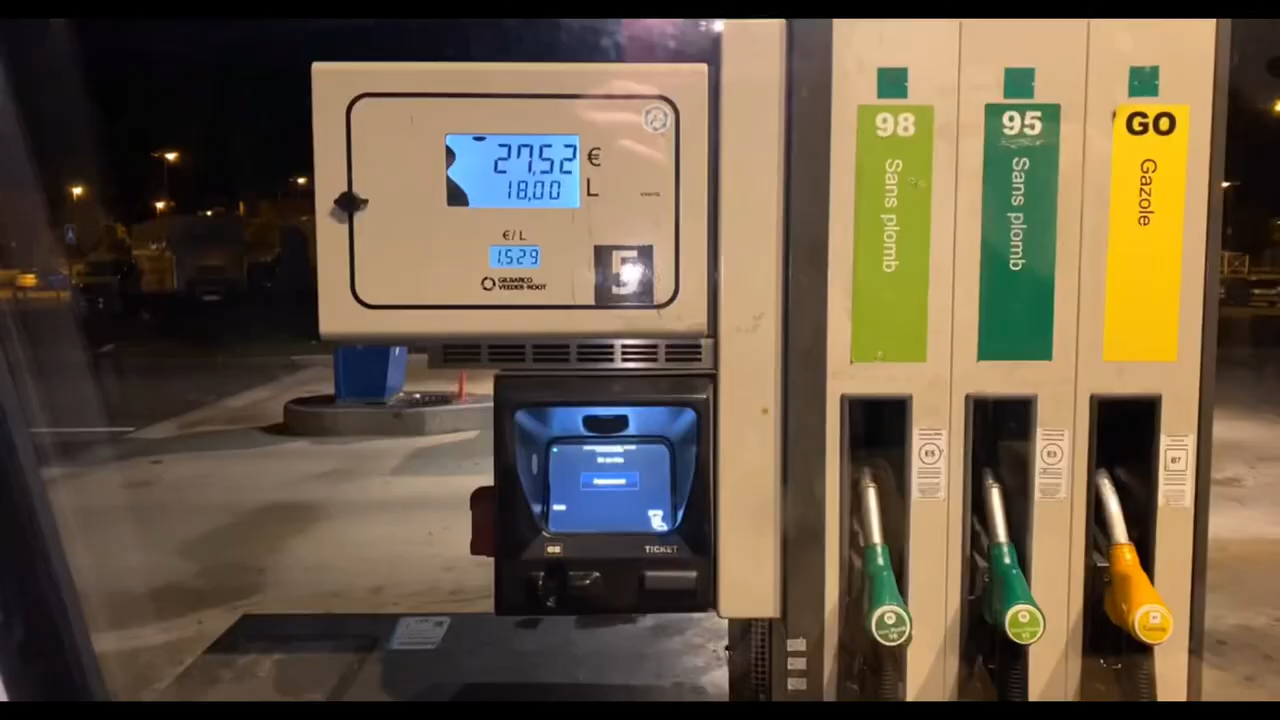 27,52 €
18,00 L
€/L
1,529
GILBARCO
VEEDER-ROOT
5
CB
TICKET
98
Sans plomb
95
Sans plomb
GO
Gazole
E5
E5
B7